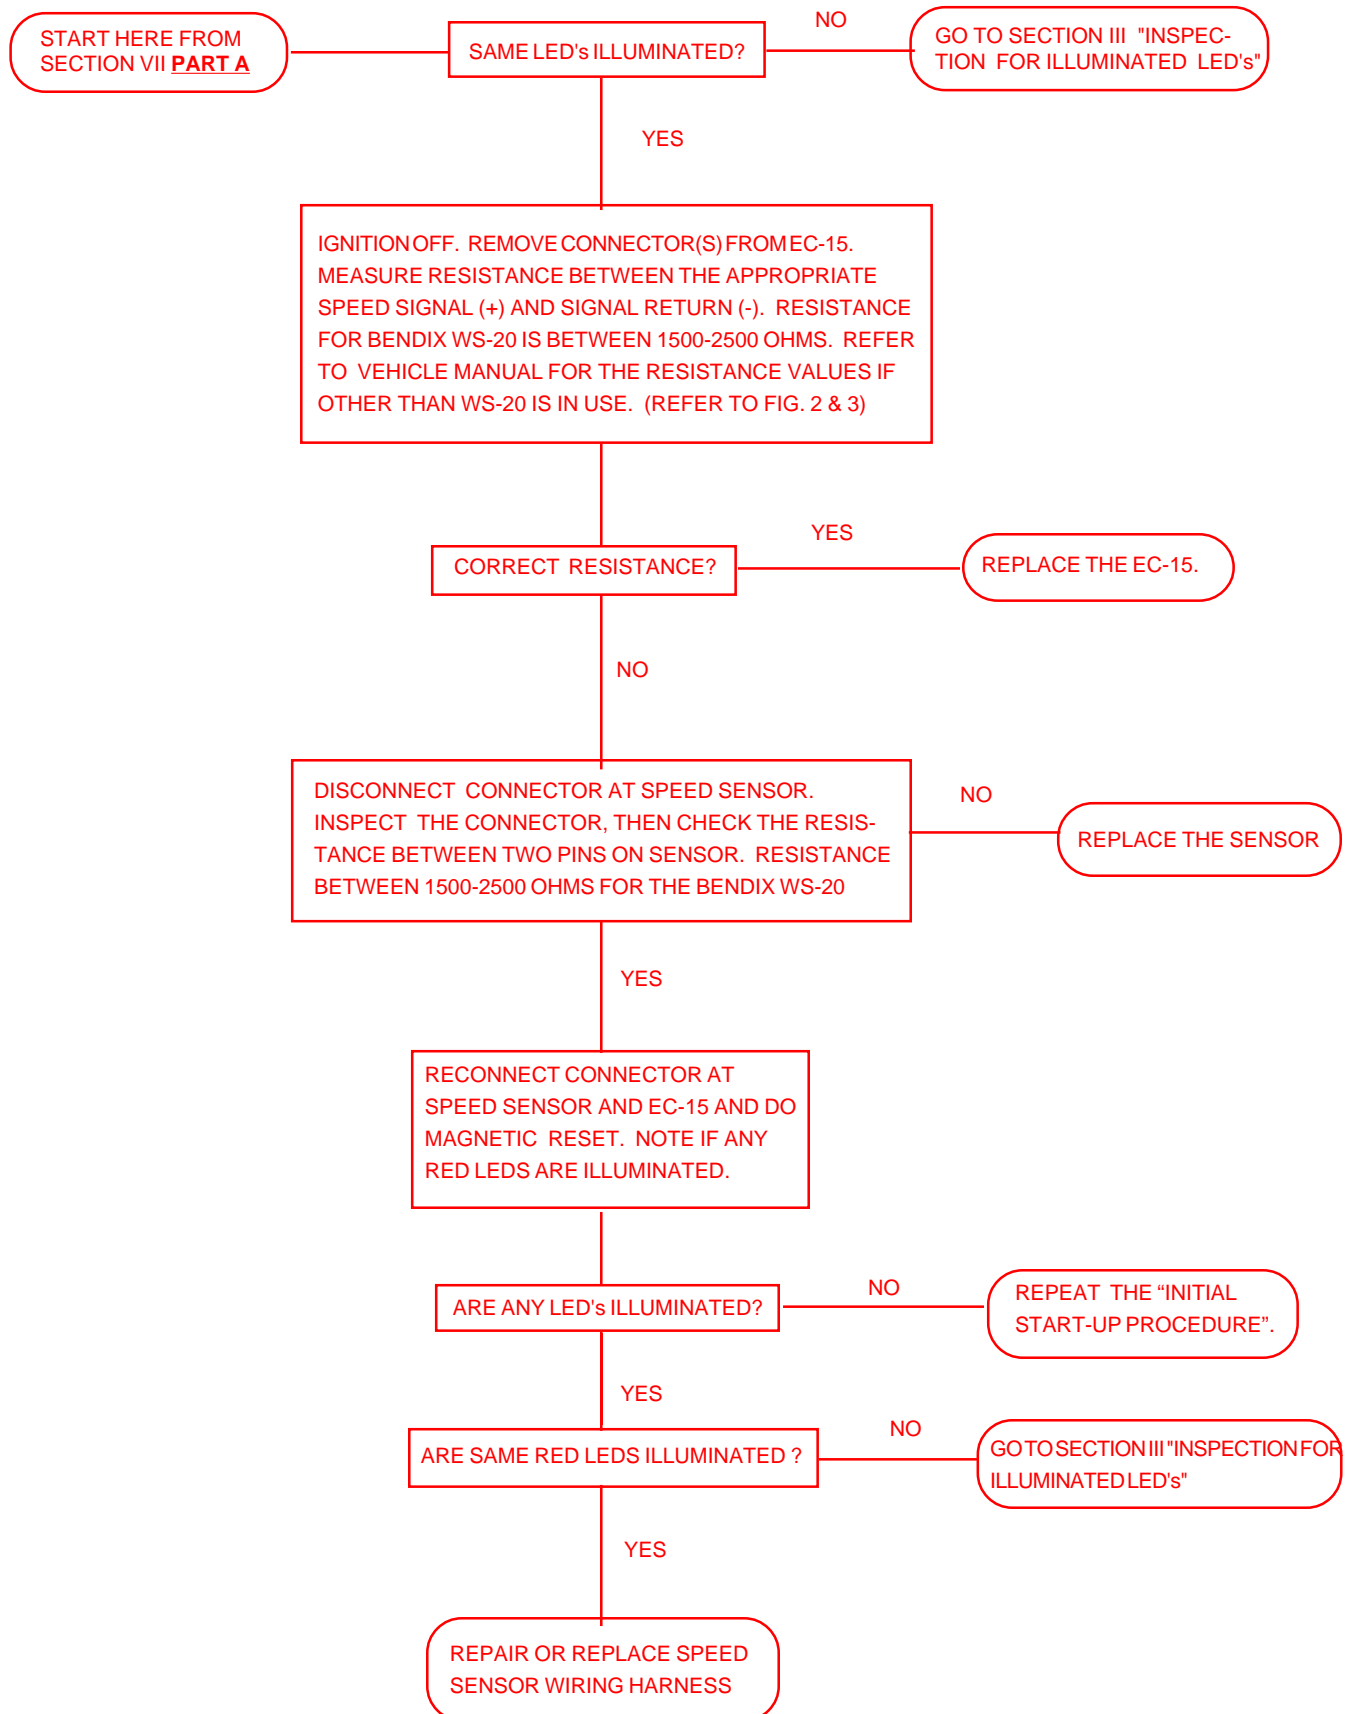 START HERE FROM
SECTION VII PART A
SAME LED's ILLUMINATED?
NO
GO TO SECTION III "INSPEC-
TION FOR ILLUMINATED LED's"
YES
IGNITION OFF. REMOVE CONNECTOR(S) FROM EC-15.
MEASURE RESISTANCE BETWEEN THE APPROPRIATE
SPEED SIGNAL (+) AND SIGNAL RETURN (-). RESISTANCE
FOR BENDIX WS-20 IS BETWEEN 1500-2500 OHMS. REFER
TO VEHICLE MANUAL FOR THE RESISTANCE VALUES IF
OTHER THAN WS-20 IS IN USE. (REFER TO FIG. 2 & 3)
CORRECT RESISTANCE?
YES
REPLACE THE EC-15.
NO
DISCONNECT CONNECTOR AT SPEED SENSOR.
INSPECT THE CONNECTOR, THEN CHECK THE RESIS-
TANCE BETWEEN TWO PINS ON SENSOR. RESISTANCE
BETWEEN 1500-2500 OHMS FOR THE BENDIX WS-20
NO
REPLACE THE SENSOR
YES
RECONNECT CONNECTOR AT
SPEED SENSOR AND EC-15 AND DO
MAGNETIC RESET. NOTE IF ANY
RED LEDS ARE ILLUMINATED.
ARE ANY LED's ILLUMINATED?
NO
REPEAT THE “INITIAL
START-UP PROCEDURE”.
YES
ARE SAME RED LEDS ILLUMINATED ?
NO
GO TO SECTION III "INSPECTION FOR
ILLUMINATED LED's"
YES
REPAIR OR REPLACE SPEED
SENSOR WIRING HARNESS